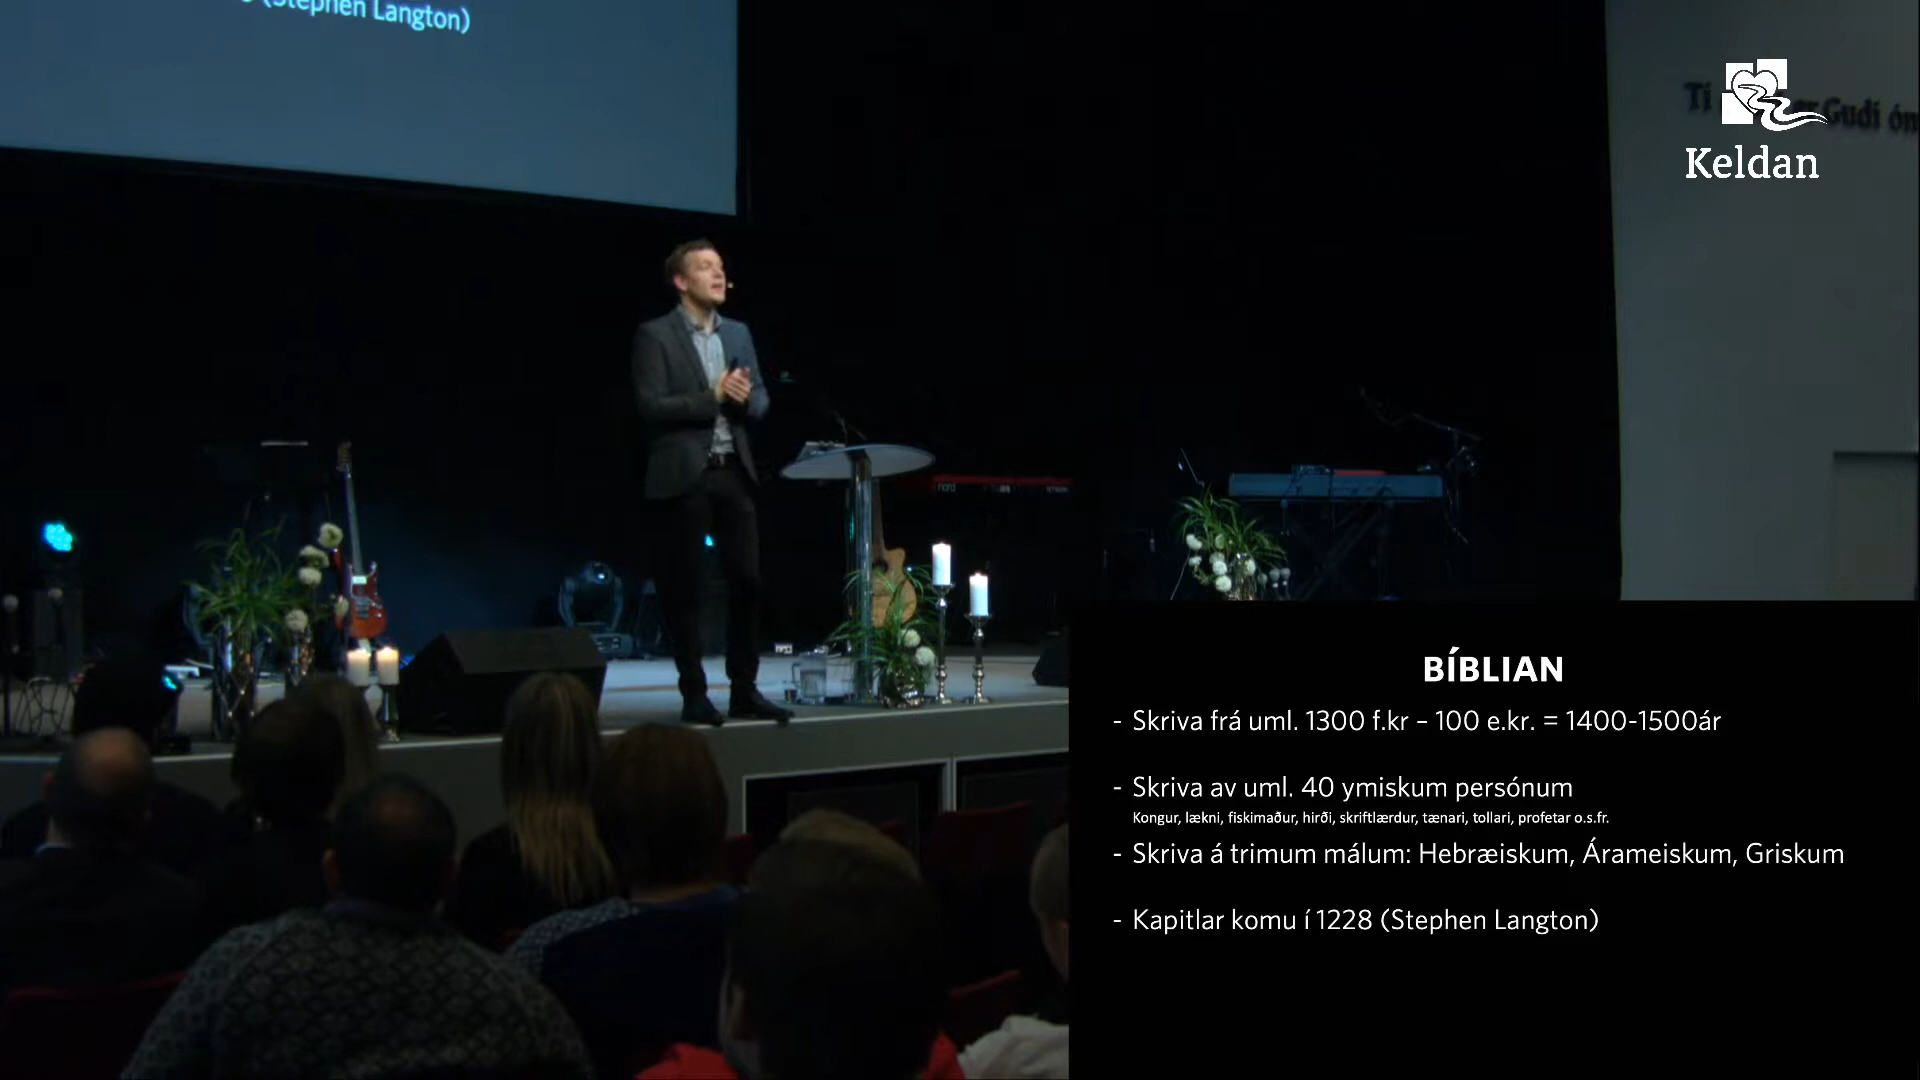 (Stephen Langton)
Gudi
Keldan
nord
BÍBLIAN
- Skriva frá uml. 1300 f.kr – 100 e.kr. = 1400-1500ár
- Skriva av uml. 40 ymiskum persónum
Kongur, lækni, fiskimaður, hirði, skriftlærdur, tænari, tollari, profetar o.s.fr.
- Skriva á trimum málum: Hebræiskum, Árameiskum, Griskum
- Kapitlar komu í 1228 (Stephen Langton)